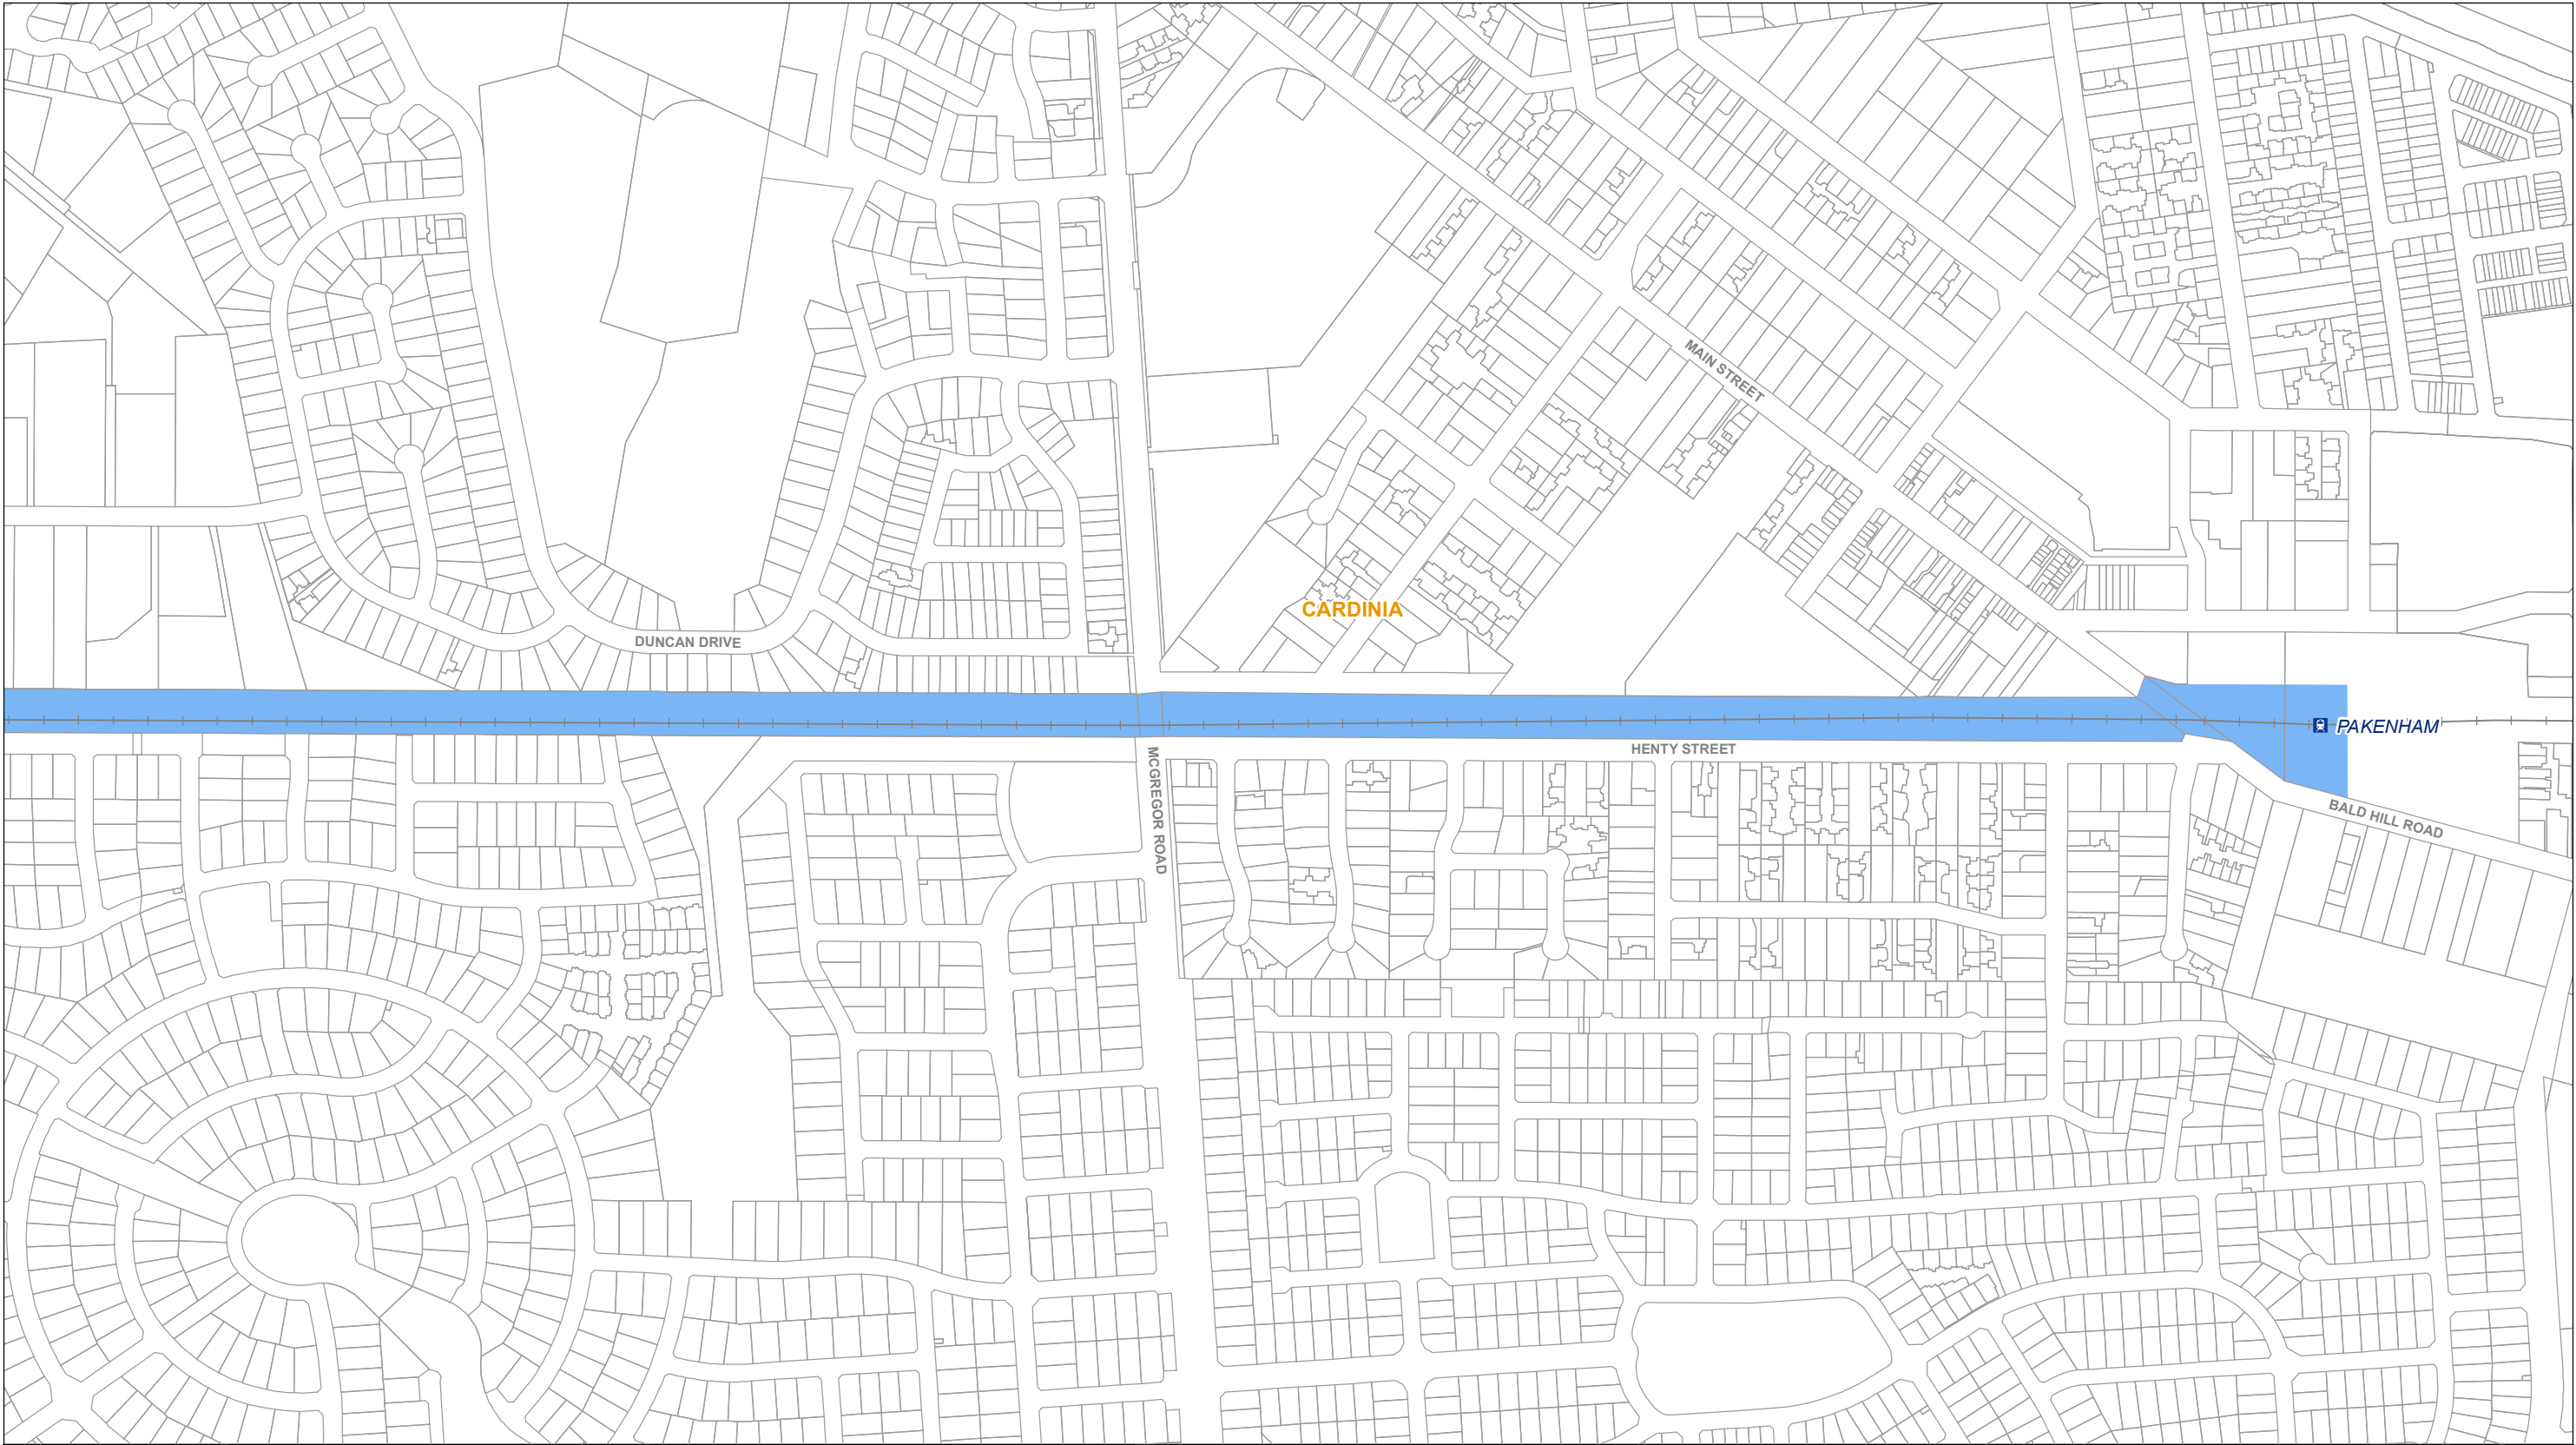 MAIN STREET
CARDINIA
DUNCAN DRIVE
PAKENHAM
HENTY STREET
MCGREGOR ROAD
BALD HILL ROAD